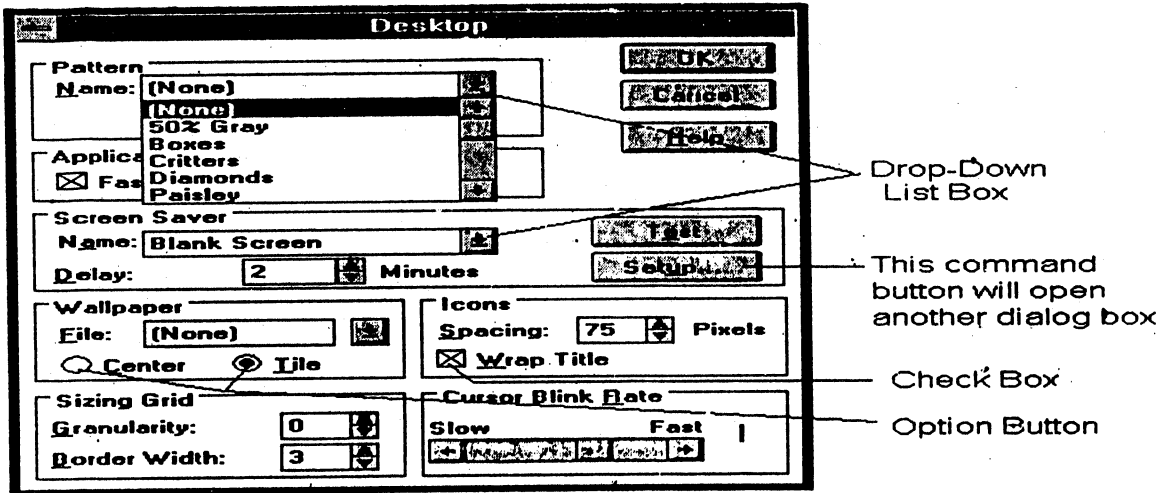 Desktop
Pattern
Name: (None)
(None)
50% Gray
Boxes
Critters
Diamonds
Paisley
OK
Cancel
Help
Applica
Fas
Drop-Down
List Box
Screen Saver
Name: Blank Screen
Test
Delay: 2 Minutes
Setup...
This command
button will open
another dialog box
Wallpaper
File: (None)
Center Tile
Icons
Spacing: 75 Pixels
Wrap Title
Check Box
Sizing Grid
Granularity: 0
Border Width: 3
Cursor Blink Rate
Slow Fast
Option Button